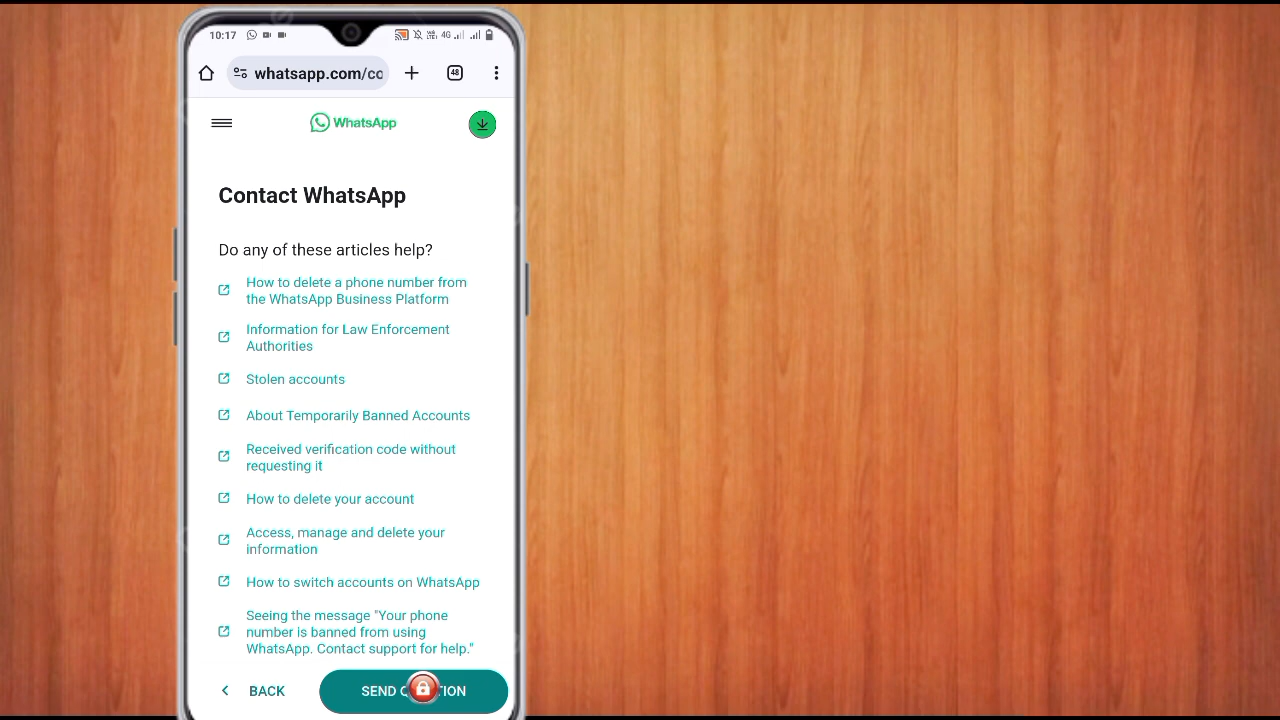 10:17
4G
whatsapp.com/co
48
WhatsApp
Contact WhatsApp
Do any of these articles help?
How to delete a phone number from
the WhatsApp Business Platform
Information for Law Enforcement
Authorities
Stolen accounts
About Temporarily Banned Accounts
Received verification code without
requesting it
How to delete your account
Access, manage and delete your
information
How to switch accounts on WhatsApp
Seeing the message "Your phone
number is banned from using
WhatsApp. Contact support for help."
BACK
SEND